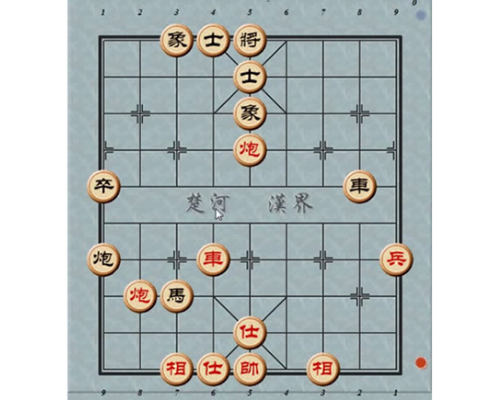 1 2 3 4 5 6 7 8 9
象 士 將
士
象
炮
卒 車
楚河 漢界
炮 車 兵
炮 馬
仕
相 仕 帥 相
9 8 7 6 5 4 3 2 1